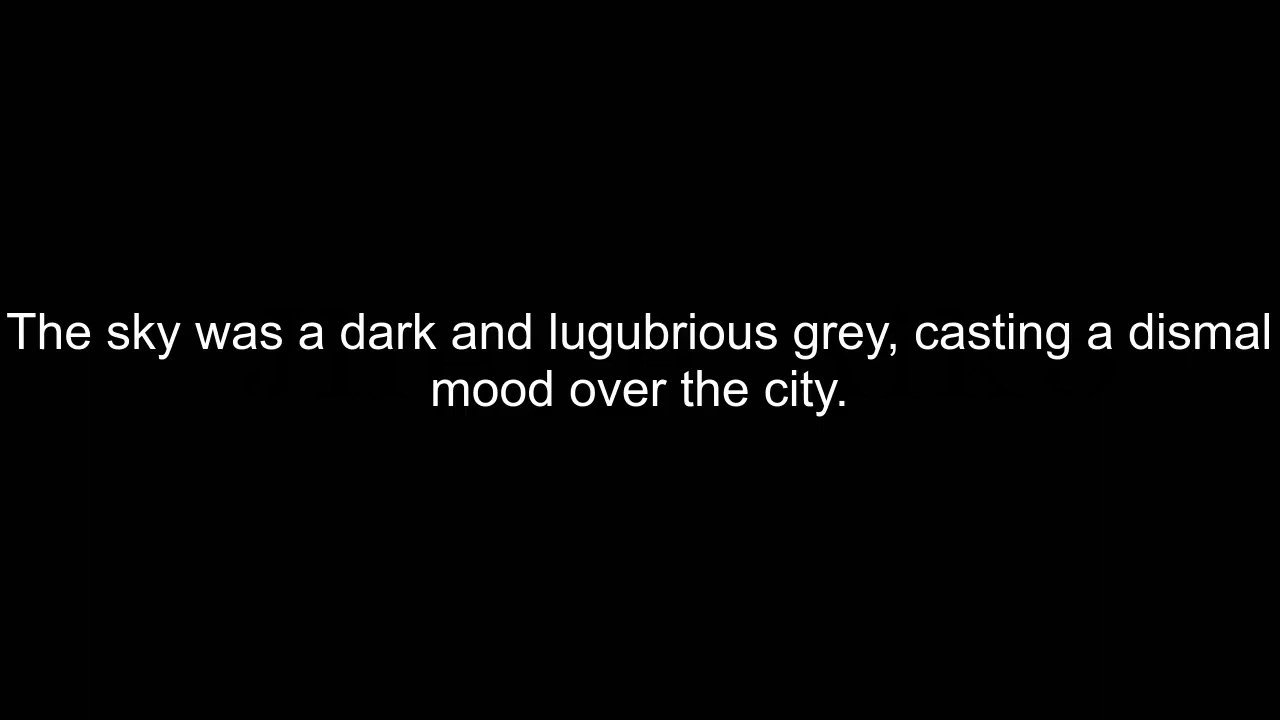 The sky was a dark and lugubrious grey, casting a dismal
mood over the city.